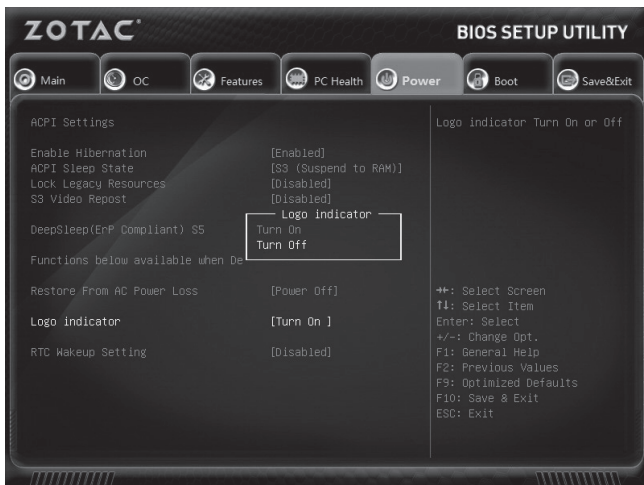 ZOTAC
BIOS SETUP UTILITY
Main
OC
Features
PC Health
Power
Boot
Save&Exit
ACPI Settings
Logo indicator Turn On or Off
Enable Hibernation [Enabled]
ACPI Sleep State [S3 (Suspend to RAM)]
Lock Legacy Resources [Disabled]
S3 Video Repost [Disabled]
Logo indicator
DeepSleep(ErP Compliant) S5
Turn On
Turn Off
Functions below available when De
Restore From AC Power Loss [Power Off]
Logo indicator [Turn On ]
RTC Wakeup Setting [Disabled]
→←: Select Screen
↑↓: Select Item
Enter: Select
+/-: Change Opt.
F1: General Help
F2: Previous Values
F9: Optimized Defaults
F10: Save & Exit
ESC: Exit